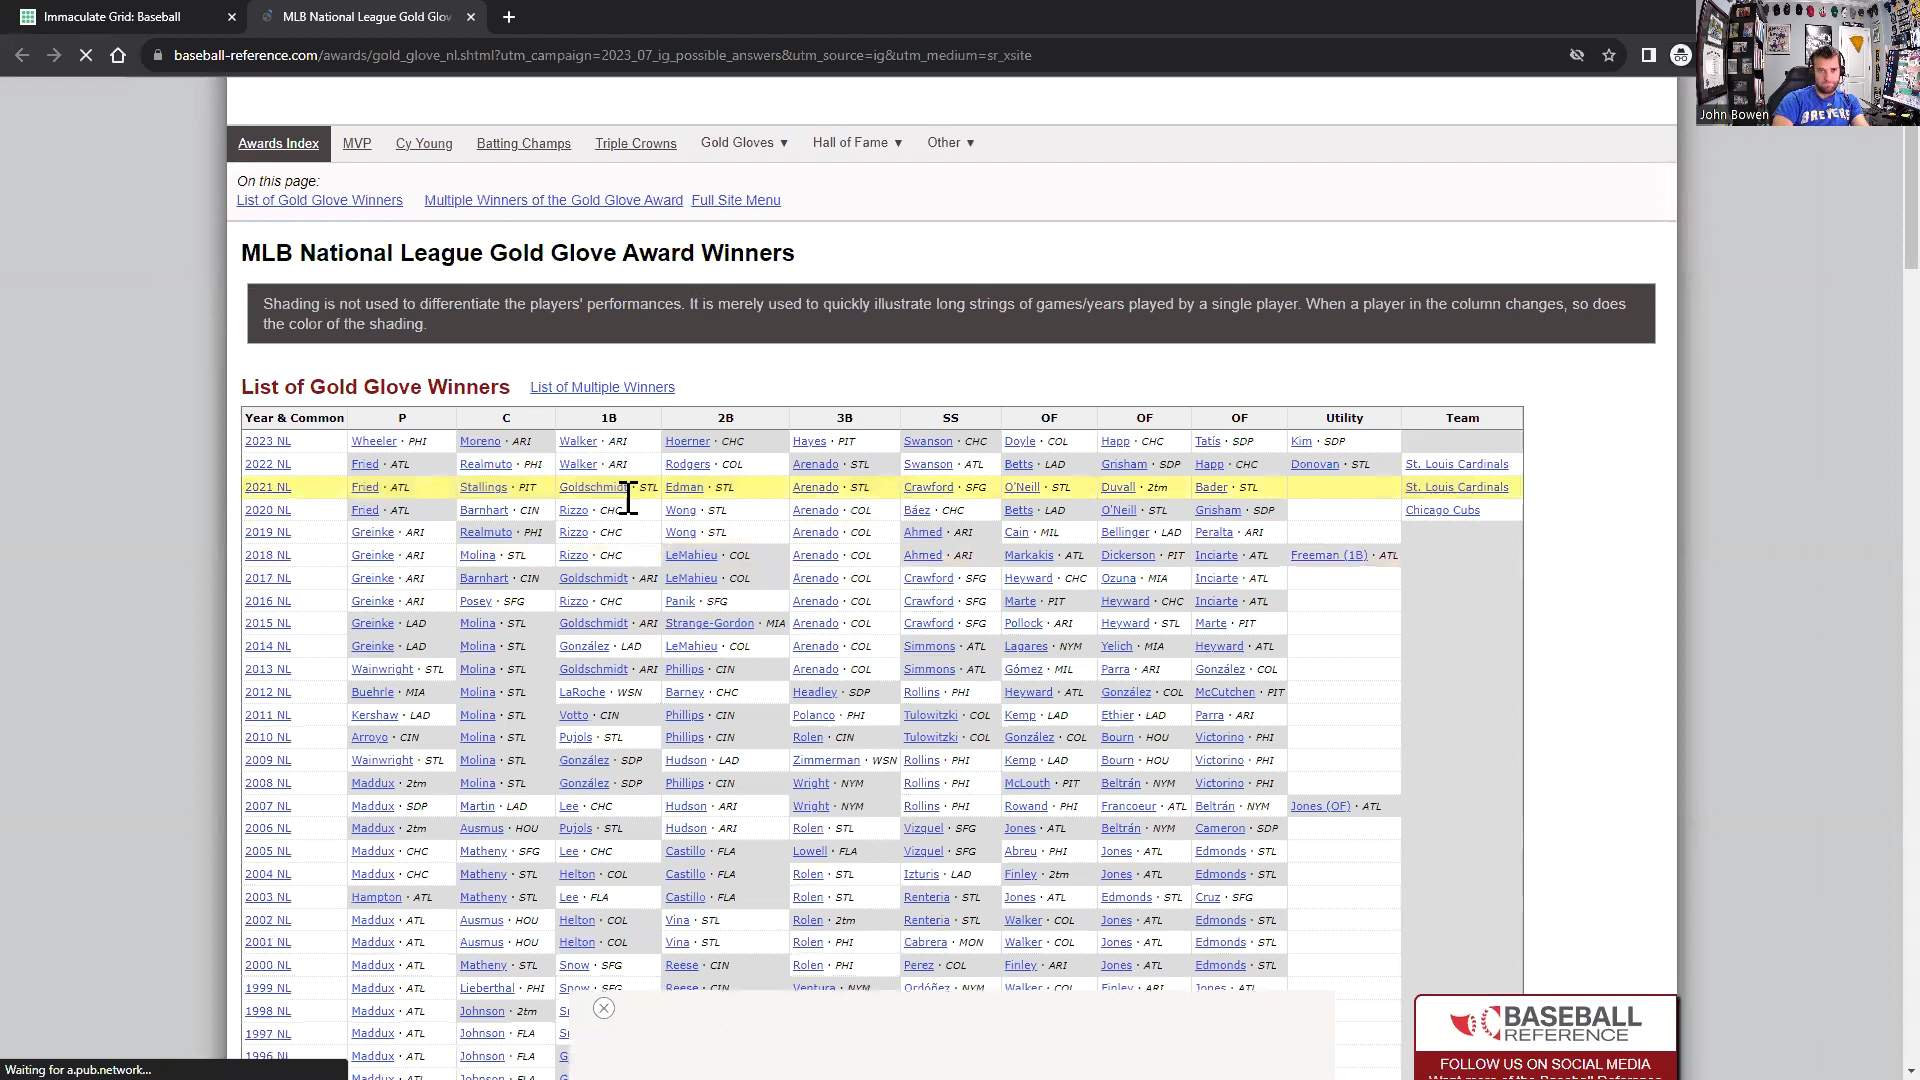 Immaculate Grid: Baseball
MLB National League Gold Glov
baseball-reference.com/awards/gold_glove_nl.shtml?utm_campaign=2023_07_ig_possible_answers&utm_source=ig&utm_medium=sr_xsite
John Bowen
BREWERS
Awards Index MVP Cy Young Batting Champs Triple Crowns Gold Gloves ▼ Hall of Fame ▼ Other ▼
On this page:
List of Gold Glove Winners Multiple Winners of the Gold Glove Award Full Site Menu
MLB National League Gold Glove Award Winners
Shading is not used to differentiate the players' performances. It is merely used to quickly illustrate long strings of games/years played by a single player. When a player in the column changes, so does
the color of the shading.
List of Gold Glove Winners List of Multiple Winners
Year & Common P C 1B 2B 3B SS OF OF OF Utility Team
2023 NL Wheeler · PHI Moreno · ARI Walker · ARI Hoerner · CHC Hayes · PIT Swanson · CHC Doyle · COL Happ · CHC Tatís · SDP Kim · SDP
2022 NL Fried · ATL Realmuto · PHI Walker · ARI Rodgers · COL Arenado · STL Swanson · ATL Betts · LAD Grisham · SDP Happ · CHC Donovan · STL St. Louis Cardinals
2021 NL Fried · ATL Stallings · PIT Goldschmidt · STL Edman · STL Arenado · STL Crawford · SFG O'Neill · STL Duvall · 2tm Bader · STL St. Louis Cardinals
2020 NL Fried · ATL Barnhart · CIN Rizzo · CHC Wong · STL Arenado · COL Báez · CHC Betts · LAD O'Neill · STL Grisham · SDP Chicago Cubs
2019 NL Greinke · ARI Realmuto · PHI Rizzo · CHC Wong · STL Arenado · COL Ahmed · ARI Cain · MIL Bellinger · LAD Peralta · ARI
2018 NL Greinke · ARI Molina · STL Rizzo · CHC LeMahieu · COL Arenado · COL Ahmed · ARI Markakis · ATL Dickerson · PIT Inciarte · ATL Freeman (1B) · ATL
2017 NL Greinke · ARI Barnhart · CIN Goldschmidt · ARI LeMahieu · COL Arenado · COL Crawford · SFG Heyward · CHC Ozuna · MIA Inciarte · ATL
2016 NL Greinke · ARI Posey · SFG Rizzo · CHC Panik · SFG Arenado · COL Crawford · SFG Marte · PIT Heyward · CHC Inciarte · ATL
2015 NL Greinke · LAD Molina · STL Goldschmidt · ARI Strange-Gordon · MIA Arenado · COL Crawford · SFG Pollock · ARI Heyward · STL Marte · PIT
2014 NL Greinke · LAD Molina · STL González · LAD LeMahieu · COL Arenado · COL Simmons · ATL Lagares · NYM Yelich · MIA Heyward · ATL
2013 NL Wainwright · STL Molina · STL Goldschmidt · ARI Phillips · CIN Arenado · COL Simmons · ATL Gómez · MIL Parra · ARI González · COL
2012 NL Buehrle · MIA Molina · STL LaRoche · WSN Barney · CHC Headley · SDP Rollins · PHI Heyward · ATL González · COL McCutchen · PIT
2011 NL Kershaw · LAD Molina · STL Votto · CIN Phillips · CIN Polanco · PHI Tulowitzki · COL Kemp · LAD Ethier · LAD Parra · ARI
2010 NL Arroyo · CIN Molina · STL Pujols · STL Phillips · CIN Rolen · CIN Tulowitzki · COL González · COL Bourn · HOU Victorino · PHI
2009 NL Wainwright · STL Molina · STL González · SDP Hudson · LAD Zimmerman · WSN Rollins · PHI Kemp · LAD Bourn · HOU Victorino · PHI
2008 NL Maddux · 2tm Molina · STL González · SDP Phillips · CIN Wright · NYM Rollins · PHI McLouth · PIT Beltrán · NYM Victorino · PHI
2007 NL Maddux · SDP Martin · LAD Lee · CHC Hudson · ARI Wright · NYM Rollins · PHI Rowand · PHI Francoeur · ATL Beltrán · NYM Jones (OF) · ATL
2006 NL Maddux · 2tm Ausmus · HOU Pujols · STL Hudson · ARI Rolen · STL Vizquel · SFG Jones · ATL Beltrán · NYM Cameron · SDP
2005 NL Maddux · CHC Matheny · SFG Lee · CHC Castillo · FLA Lowell · FLA Vizquel · SFG Abreu · PHI Jones · ATL Edmonds · STL
2004 NL Maddux · CHC Matheny · STL Helton · COL Castillo · FLA Rolen · STL Izturis · LAD Finley · 2tm Jones · ATL Edmonds · STL
2003 NL Hampton · ATL Matheny · STL Lee · FLA Castillo · FLA Rolen · STL Renteria · STL Jones · ATL Edmonds · STL Cruz · SFG
2002 NL Maddux · ATL Ausmus · HOU Helton · COL Vina · STL Rolen · 2tm Renteria · STL Walker · COL Jones · ATL Edmonds · STL
2001 NL Maddux · ATL Ausmus · HOU Helton · COL Vina · STL Rolen · PHI Cabrera · MON Walker · COL Jones · ATL Edmonds · STL
2000 NL Maddux · ATL Matheny · STL Snow · SFG Reese · CIN Rolen · PHI Perez · COL Finley · ARI Jones · ATL Edmonds · STL
1999 NL Maddux · ATL Lieberthal · PHI Snow · SFG Reese · CIN Ventura · NYM Ordóñez · NYM Walker · COL Finley · ARI Jones · ATL
1998 NL Maddux · ATL Johnson · 2tm
1997 NL Maddux · ATL Johnson · FLA
1996 NL Maddux · ATL Johnson · FLA
BASEBALL
REFERENCE
FOLLOW US ON SOCIAL MEDIA
Waiting for a.pub.network...